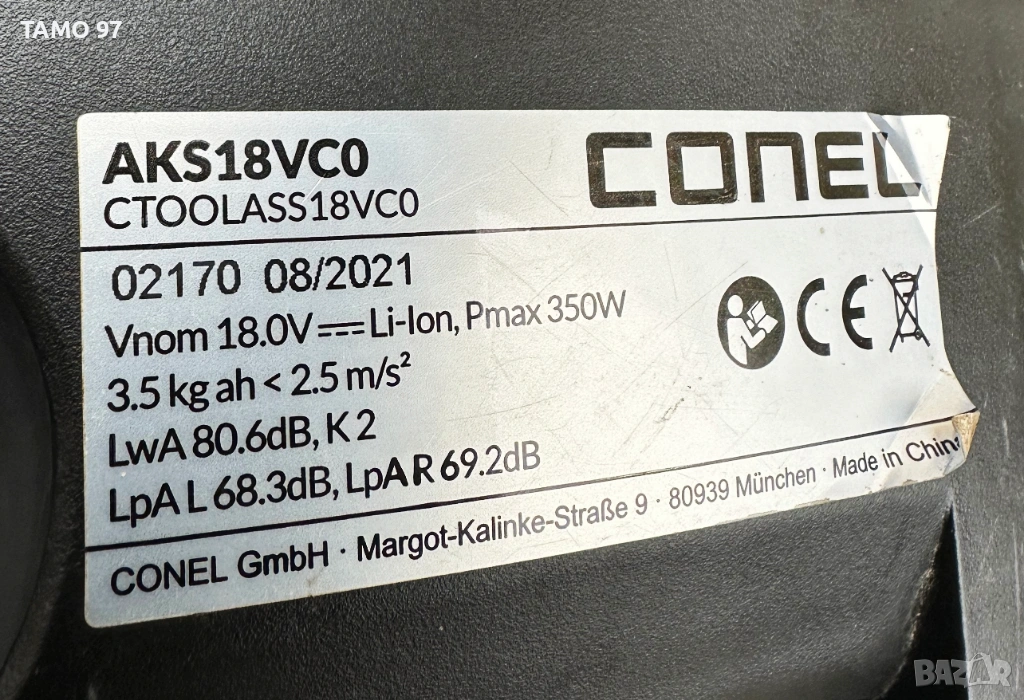 TAMO 97
AKS18VC0
CTOOLASS18VC0
CONEL
02170 08/2021
Vnom 18.0V⎓Li-Ion, Pmax 350W
3.5 kg ah < 2.5 m/s²
LwA 80.6dB, K 2
LpA L 68.3dB, LpA R 69.2dB
CE
CONEL GmbH · Margot-Kalinke-Straße 9 · 80939 München · Made in China
BAZAR